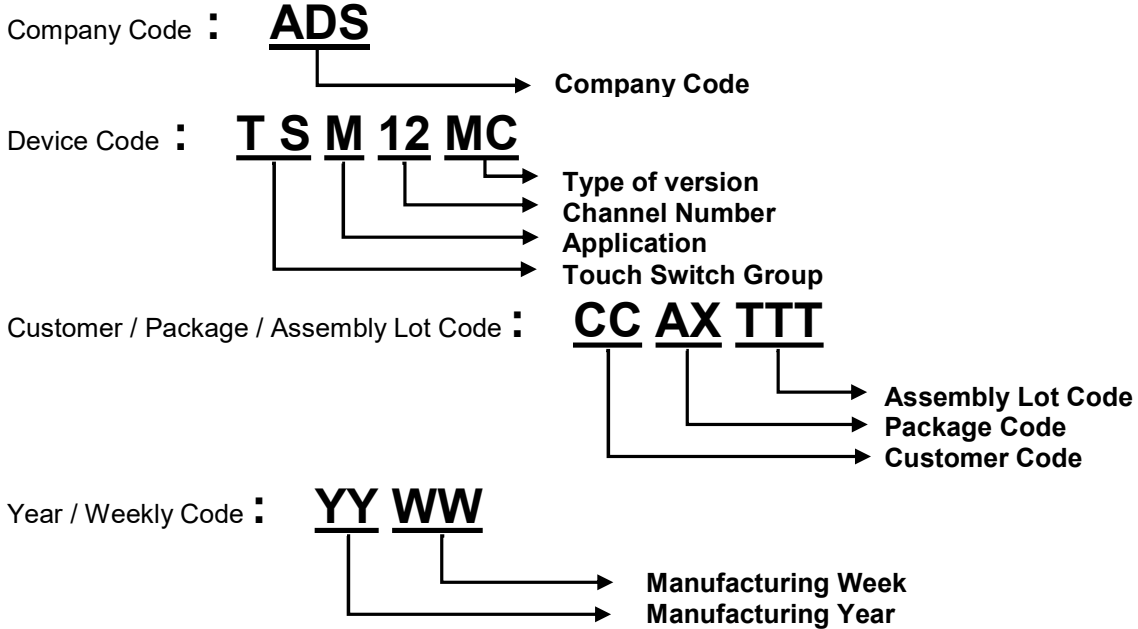 Company Code : ADS
Company Code
Device Code : T S M 12 MC
Type of version
Channel Number
Application
Touch Switch Group
Customer / Package / Assembly Lot Code : CC AX TTT
Assembly Lot Code
Package Code
Customer Code
Year / Weekly Code : YY WW
Manufacturing Week
Manufacturing Year